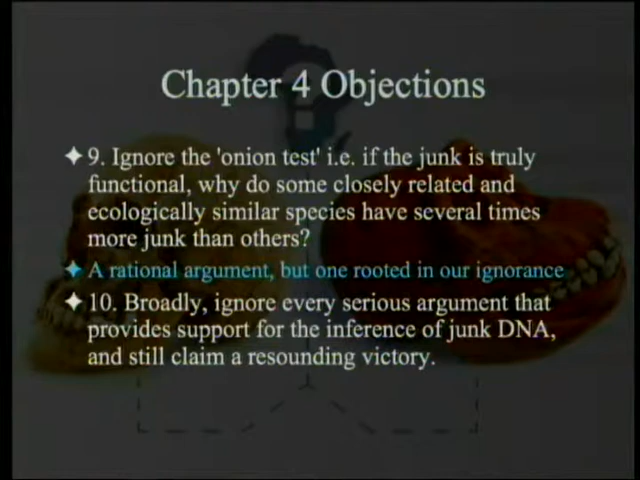 Chapter 4 Objections
9. Ignore the 'onion test' i.e. if the junk is truly
functional, why do some closely related and
ecologically similar species have several times
more junk than others?
A rational argument, but one rooted in our ignorance
10. Broadly, ignore every serious argument that
provides support for the inference of junk DNA,
and still claim a resounding victory.